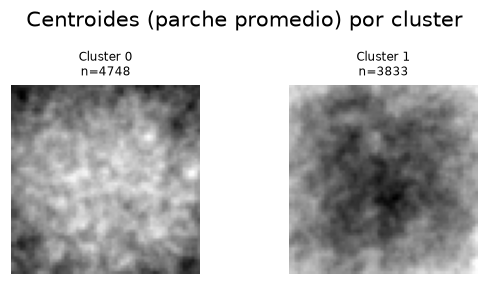 Centroides (parche promedio) por cluster
Cluster 0
n=4748
Cluster 1
n=3833